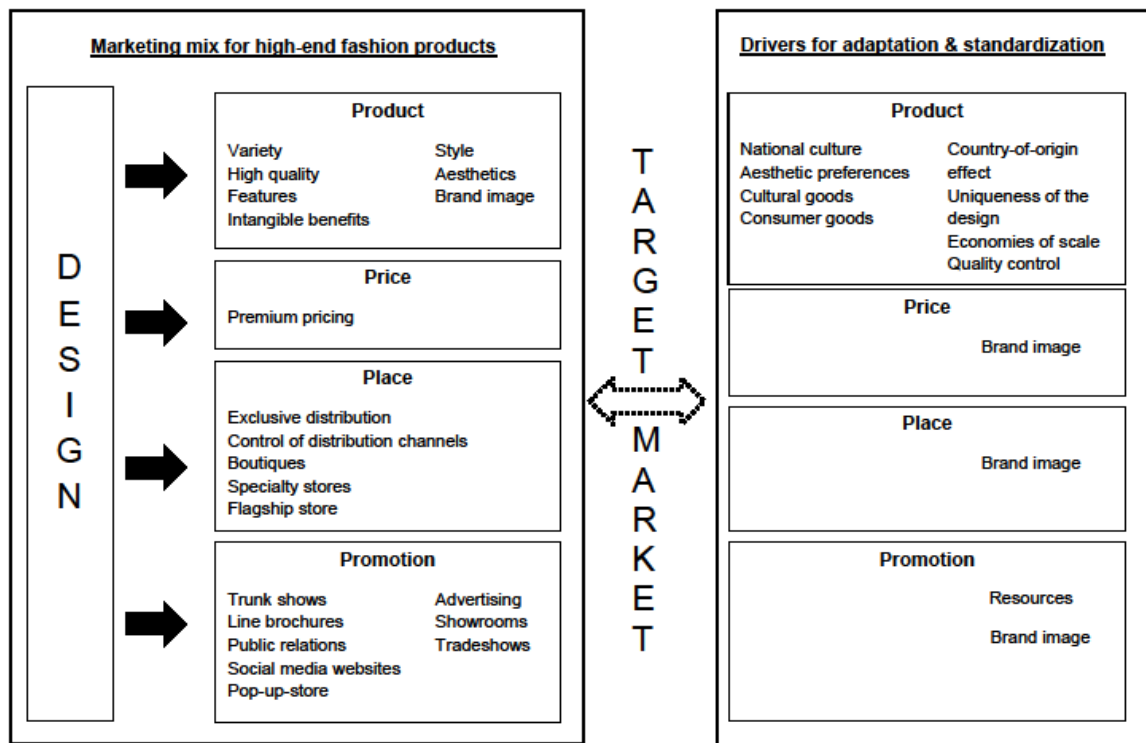 Marketing mix for high-end fashion products
DESIGN
Product
Variety
High quality
Features
Intangible benefits
Style
Aesthetics
Brand image
Price
Premium pricing
Place
Exclusive distribution
Control of distribution channels
Boutiques
Specialty stores
Flagship store
Promotion
Trunk shows
Line brochures
Public relations
Social media websites
Pop-up-store
Advertising
Showrooms
Tradeshows
TARGET MARKET
Drivers for adaptation & standardization
Product
National culture
Aesthetic preferences
Cultural goods
Consumer goods
Country-of-origin
effect
Uniqueness of the
design
Economies of scale
Quality control
Price
Brand image
Place
Brand image
Promotion
Resources
Brand image